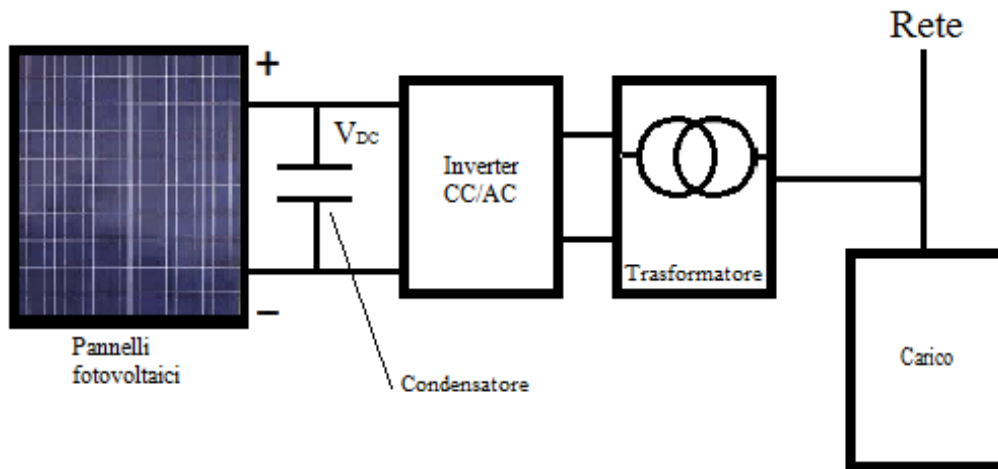 Rete
+
VDC
Inverter
CC/AC
Trasformatore
−
Pannelli
fotovoltaici
Condensatore
Carico